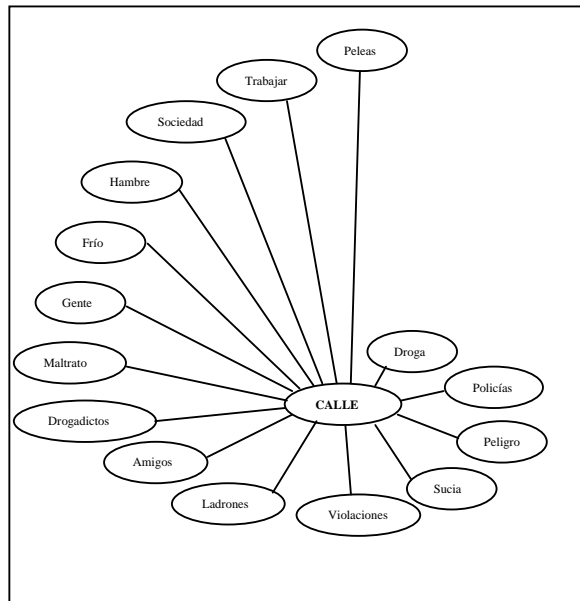 Peleas
Trabajar
Sociedad
Hambre
Frío
Gente
Droga
Maltrato
Policías
CALLE
Drogadictos
Peligro
Amigos
Sucia
Ladrones
Violaciones